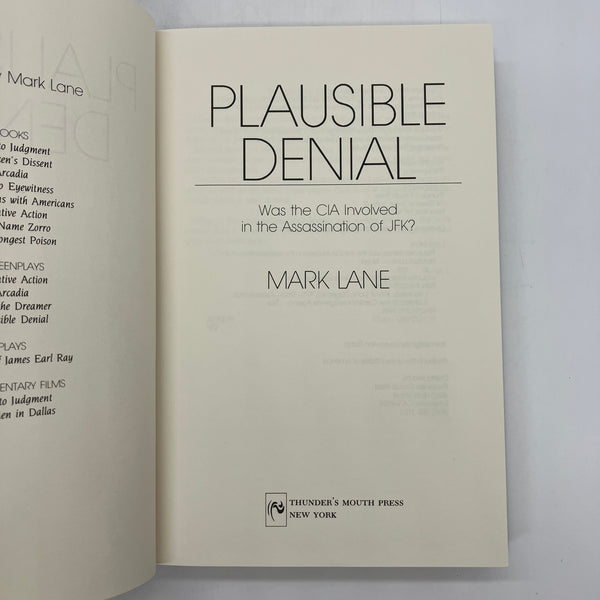 y Mark Lane
OOKS
to Judgment
en's Dissent
Arcadia
o Eyewitness
ns with Americans
tive Action
Name Zorro
ongest Poison
EENPLAYS
tive Action
Arcadia
the Dreamer
ible Denial
PLAYS
f James Earl Ray
ENTARY FILMS
to Judgment
en in Dallas
PLAUSIBLE
DENIAL
Was the CIA Involved
in the Assassination of JFK?
MARK LANE
THUNDER'S MOUTH PRESS
NEW YORK